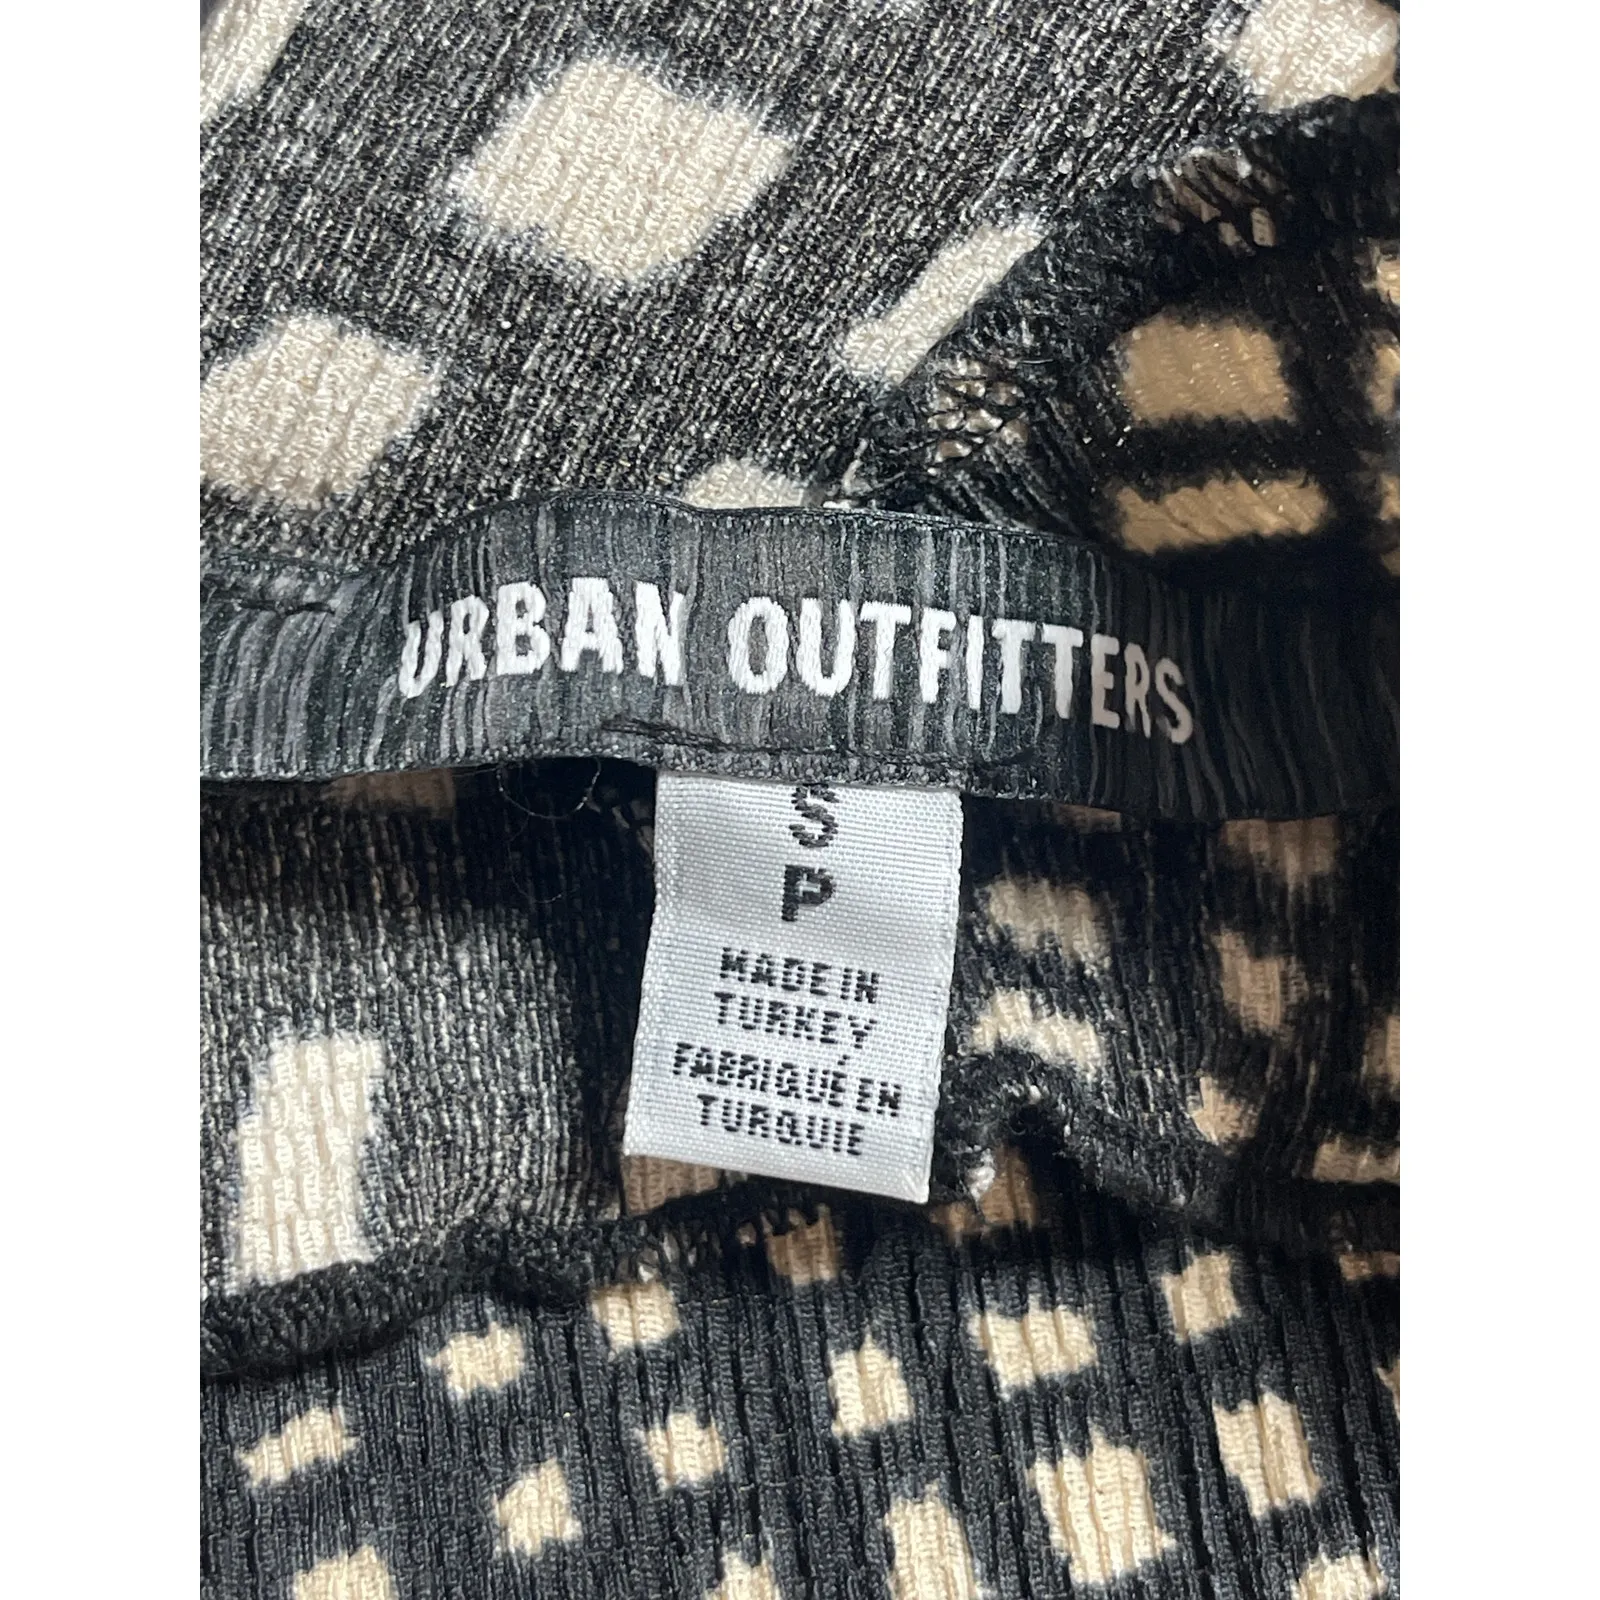 URBAN OUTFITTERS
S
P
MADE IN
TURKEY
FABRIQUÉ EN
TURQUIE